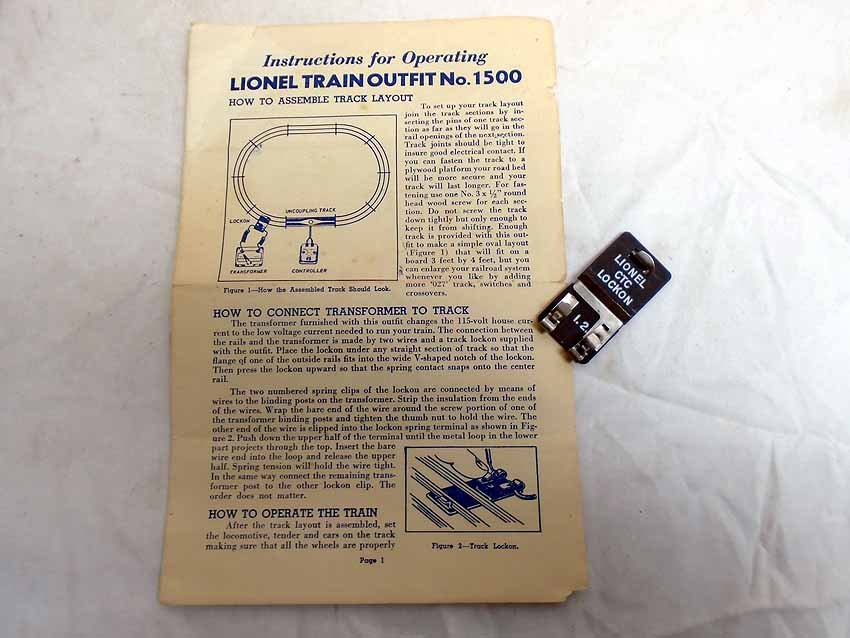 Instructions for Operating
LIONEL TRAIN OUTFIT No. 1500
HOW TO ASSEMBLE TRACK LAYOUT
To set up your track layout
join the track sections by in-
serting the pins of one track sec-
tion as far as they will go in the
rail openings of the next section.
Track joints should be tight to
insure good electrical contact. If
you can fasten the track to a
plywood platform your road bed
will be more secure and your
track will last longer. For fas-
tening use one No. 3 x ½" round
head wood screw for each sec-
tion. Do not screw the track
down tightly but only enough to
keep it from shifting. Enough
track is provided with this out-
fit to make a simple oval layout
(Figure 1) that will fit on a
board 3 feet by 4 feet, but you
can enlarge your railroad system
whenever you like by adding
more "027" track, switches and
crossovers.
LOCKON
UNCOUPLING TRACK
TRANSFORMER
CONTROLLER
Figure 1—How the Assembled Track Should Look.
HOW TO CONNECT TRANSFORMER TO TRACK
The transformer furnished with this outfit changes the 115-volt house cur-
rent to the low voltage current needed to run your train. The connection between
the rails and the transformer is made by two wires and a track lockon supplied
with the outfit. Place the lockon under any straight section of track so that the
flange of one of the outside rails fits into the wide V-shaped notch of the lockon.
Then press the lockon upward so that the spring contact snaps onto the center
rail.
The two numbered spring clips of the lockon are connected by means of
wires to the binding posts on the transformer. Strip the insulation from the ends
of the wires. Wrap the bare end of the wire around the screw portion of one of
the transformer binding posts and tighten the thumb nut to hold the wire. The
other end of the wire is clipped into the lockon spring terminal as shown in Fig-
ure 2. Push down the upper half of the terminal until the metal loop in the lower
part projects through the top. Insert the bare
wire end into the loop and release the upper
half. Spring tension will hold the wire tight.
In the same way connect the remaining trans-
former post to the other lockon clip. The
order does not matter.
HOW TO OPERATE THE TRAIN
After the track layout is assembled, set
the locomotive, tender and cars on the track
making sure that all the wheels are properly
Figure 2—Track Lockon.
Page 1
LIONEL
CTC
LOCKON
1. 2